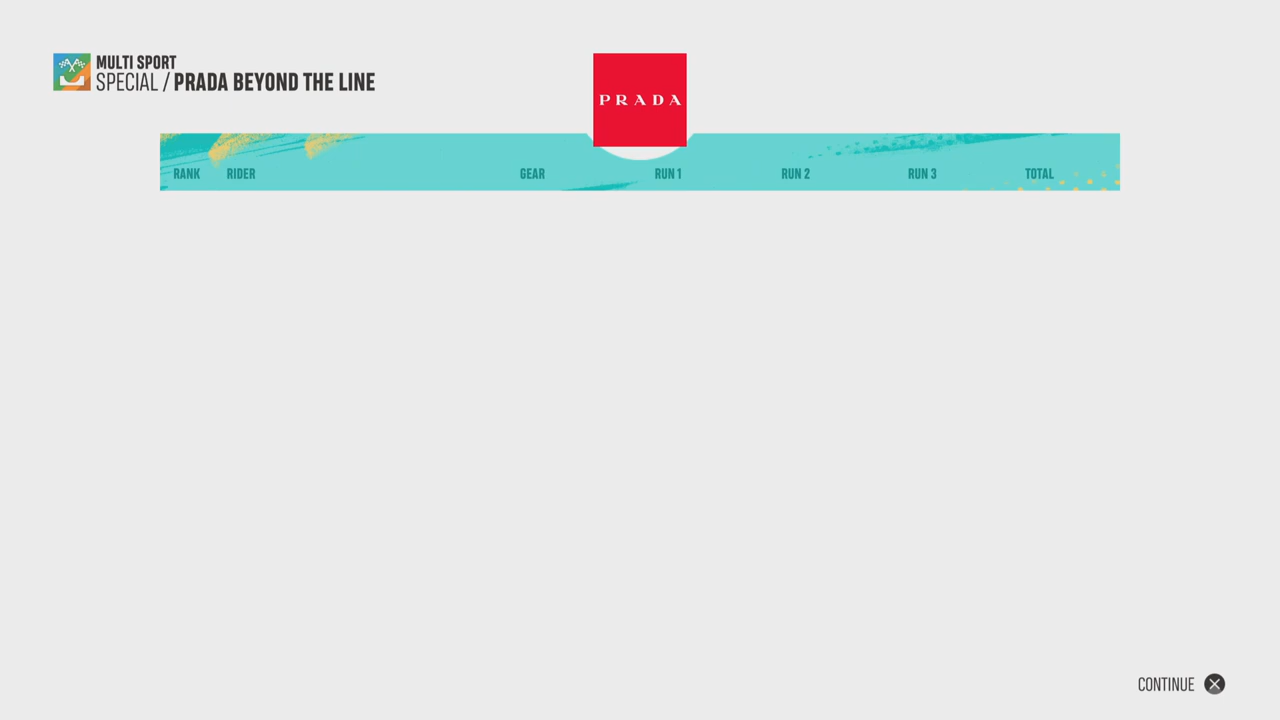 MULTI SPORT
SPECIAL / PRADA BEYOND THE LINE
PRADA
RANK RIDER GEAR RUN 1 RUN 2 RUN 3 TOTAL
CONTINUE